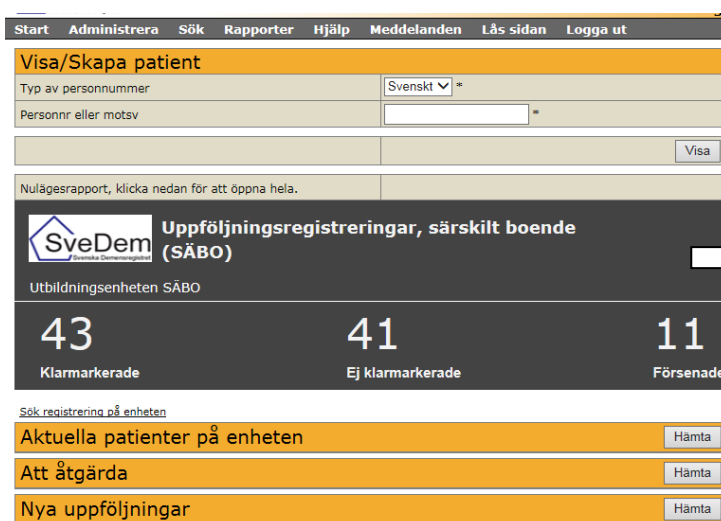 Start Administrera Sök Rapporter Hjälp Meddelanden Lås sidan Logga ut
Visa/Skapa patient
Typ av personnummer Svenskt *
Personnr eller motsv *
Visa
Nulägesrapport, klicka nedan för att öppna hela.
SveDem
Svenska Demensregistret
Uppföljningsregistreringar, särskilt boende
(SÄBO)
Utbildningsenheten SÄBO
43 41 11
Klarmarkerade Ej klarmarkerade Försenade
Sök registrering på enheten
Aktuella patienter på enheten Hämta
Att åtgärda Hämta
Nya uppföljningar Hämta